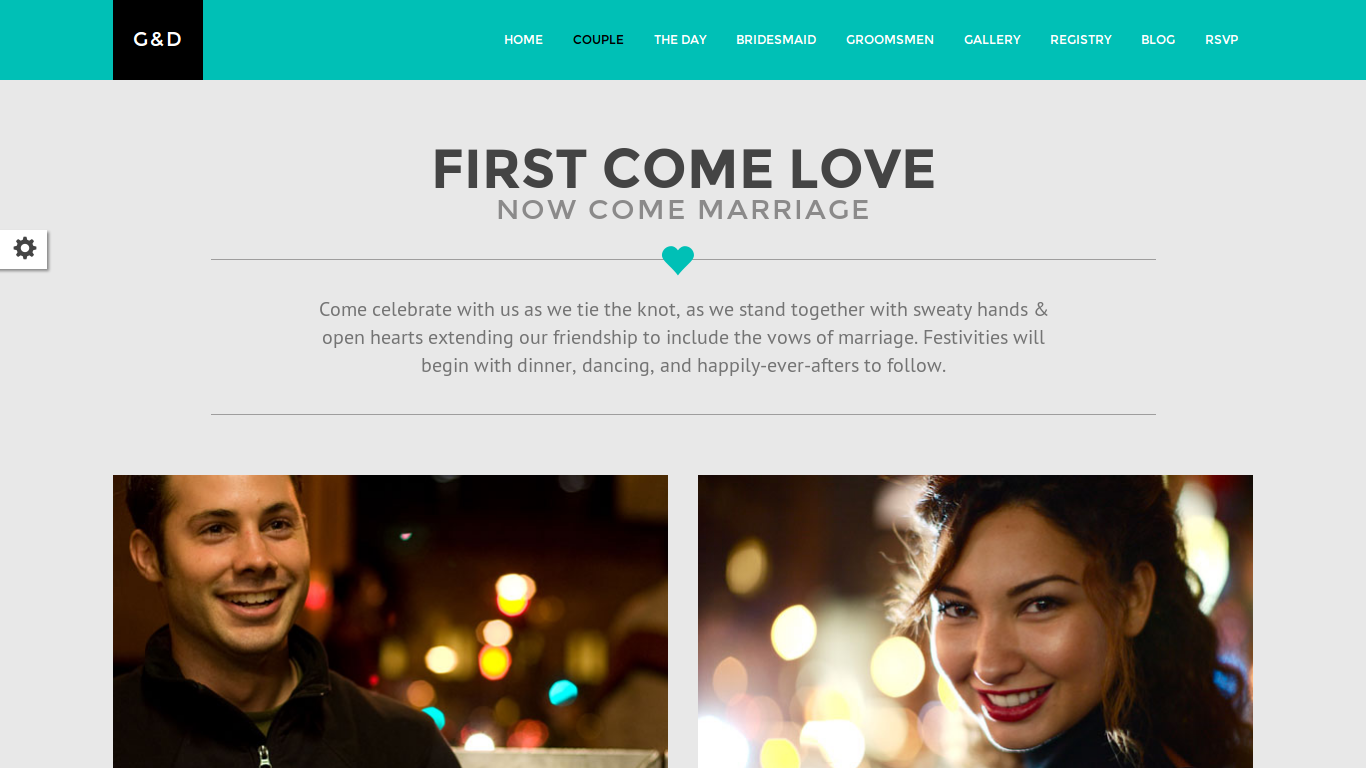 G&D
HOME COUPLE THE DAY BRIDESMAID GROOMSMEN GALLERY REGISTRY BLOG RSVP
FIRST COME LOVE
NOW COME MARRIAGE
Come celebrate with us as we tie the knot, as we stand together with sweaty hands &
open hearts extending our friendship to include the vows of marriage. Festivities will
begin with dinner, dancing, and happily-ever-afters to follow.